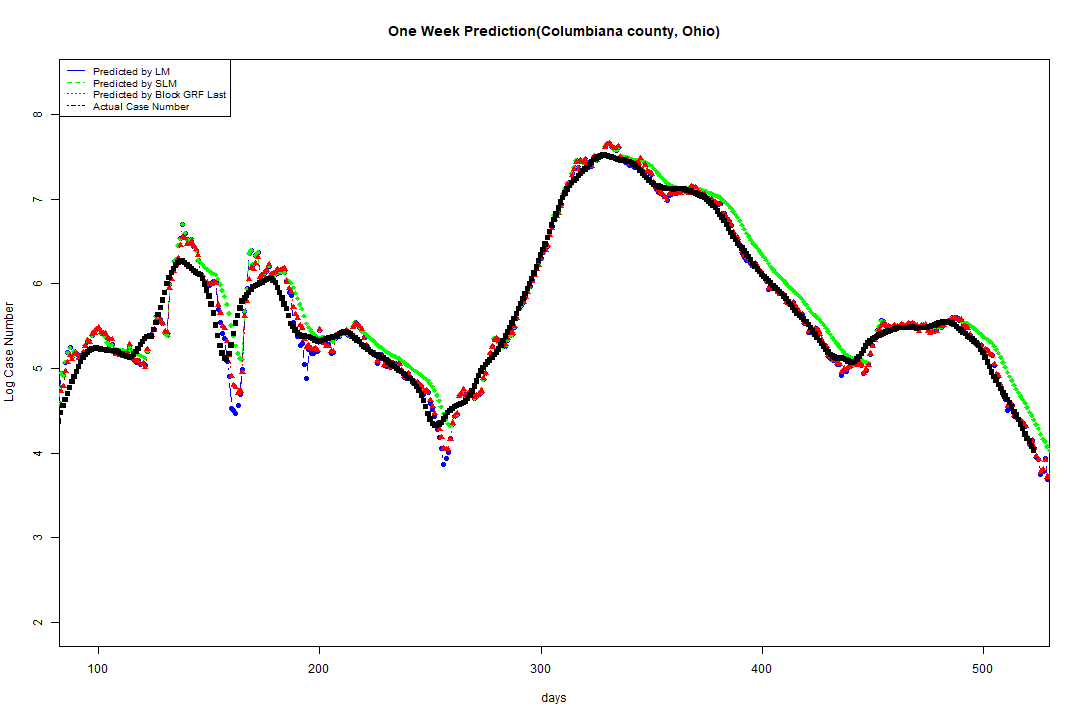 One Week Prediction(Columbiana county, Ohio)
Predicted by LM
Predicted by SLM
Predicted by Block GRF Last
Actual Case Number
Log Case Number
8
7
6
5
4
3
2
100 200 300 400 500
days